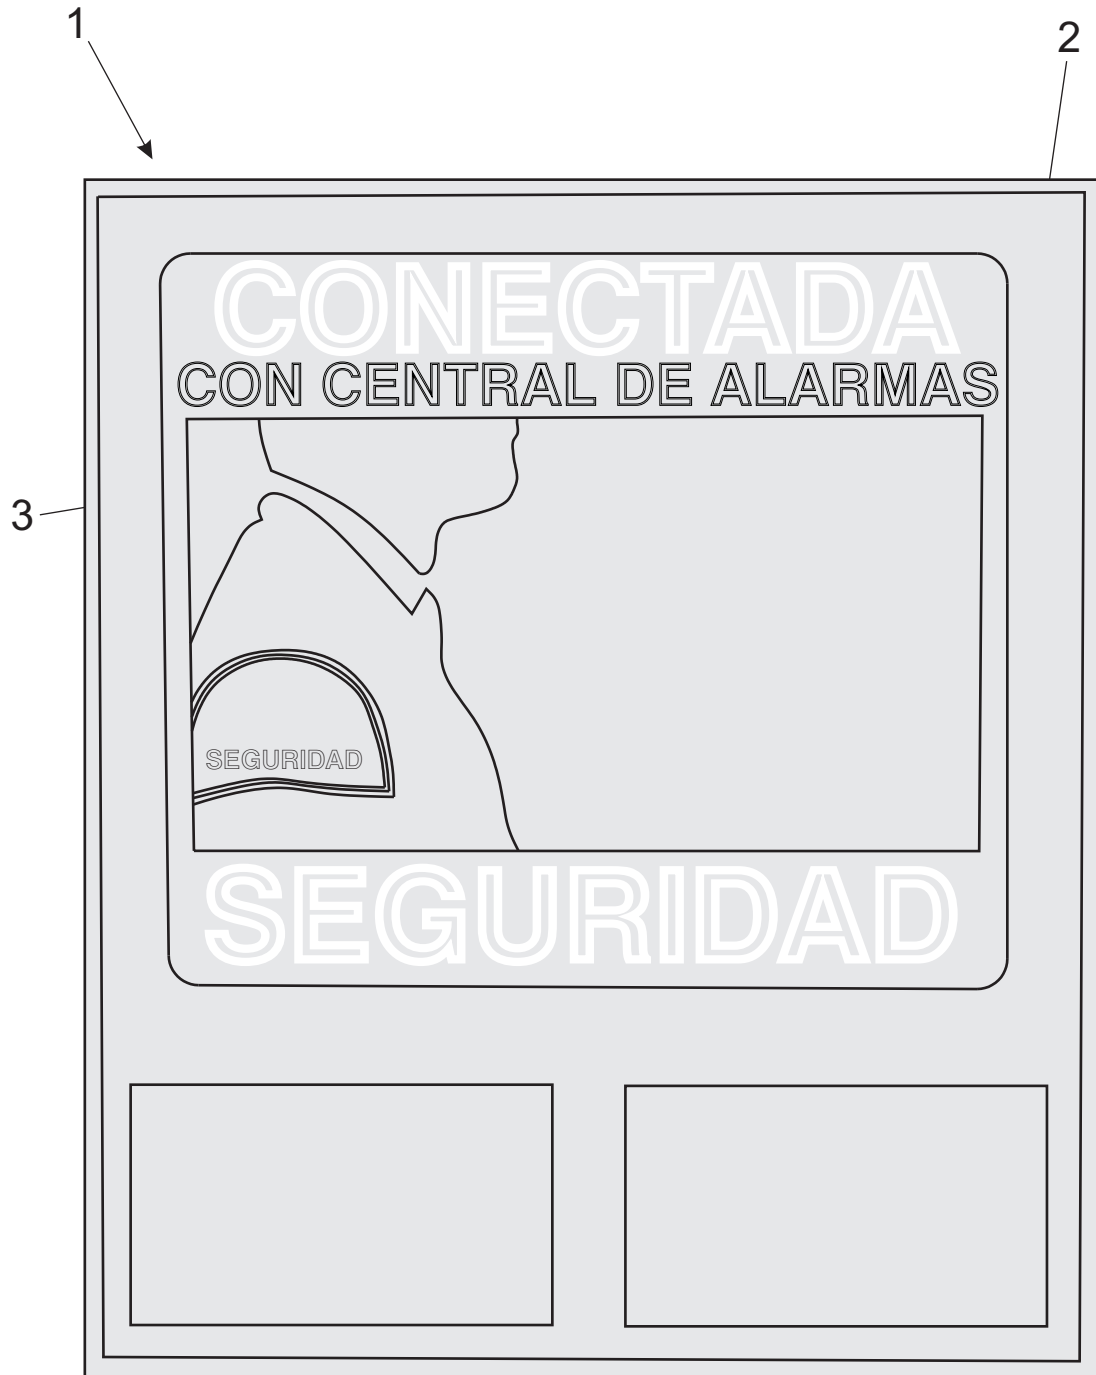 1
2
CONECTADA
CON CENTRAL DE ALARMAS
3
SEGURIDAD
SEGURIDAD